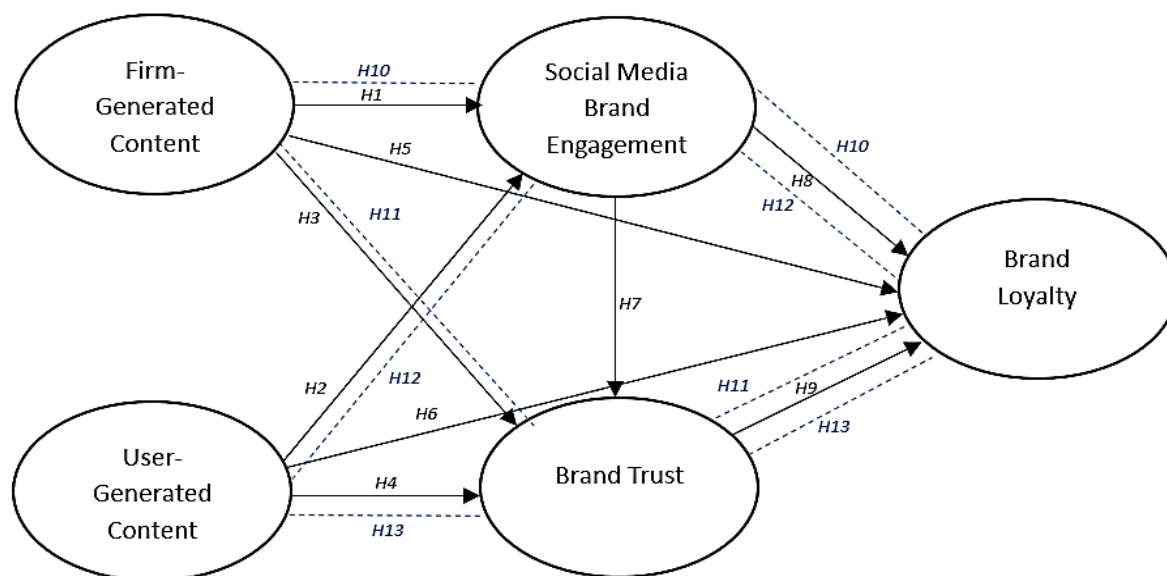 Firm-
Generated
Content
H10
H1
Social Media
Brand
Engagement
H10
H5
H8
H12
H3
H11
Brand
Loyalty
H7
H2
H12
H6
H11
H9
H13
User-
Generated
Content
H4
H13
Brand Trust